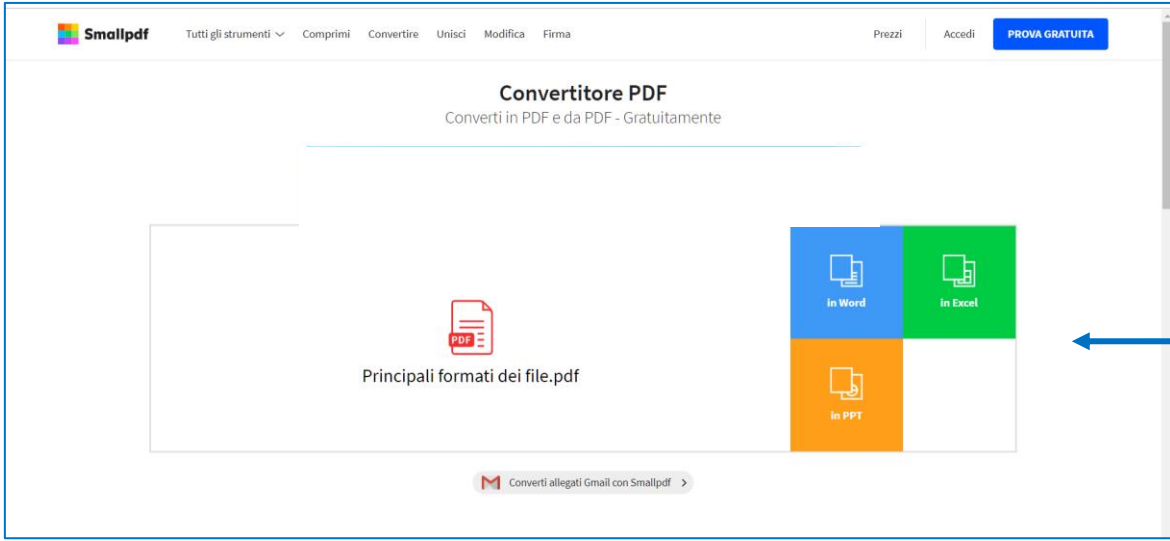 Smallpdf Tutti gli strumenti Comprimi Convertire Unisci Modifica Firma Prezzi Accedi PROVA GRATUITA
Convertitore PDF
Converti in PDF e da PDF - Gratuitamente
in Word in Excel
PDF
Principali formati dei file.pdf
in PPT
Converti allegati Gmail con Smallpdf